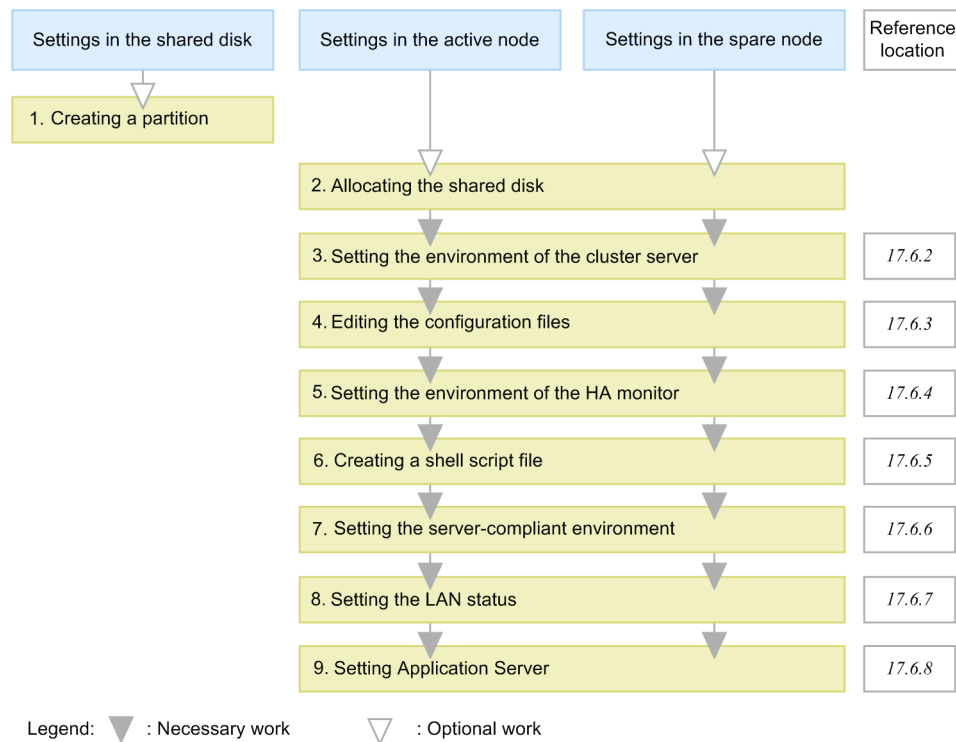 Settings in the shared disk
Settings in the active node
Settings in the spare node
Reference
location
1. Creating a partition
2. Allocating the shared disk
3. Setting the environment of the cluster server
17.6.2
4. Editing the configuration files
17.6.3
5. Setting the environment of the HA monitor
17.6.4
6. Creating a shell script file
17.6.5
7. Setting the server-compliant environment
17.6.6
8. Setting the LAN status
17.6.7
9. Setting Application Server
17.6.8
Legend: : Necessary work : Optional work